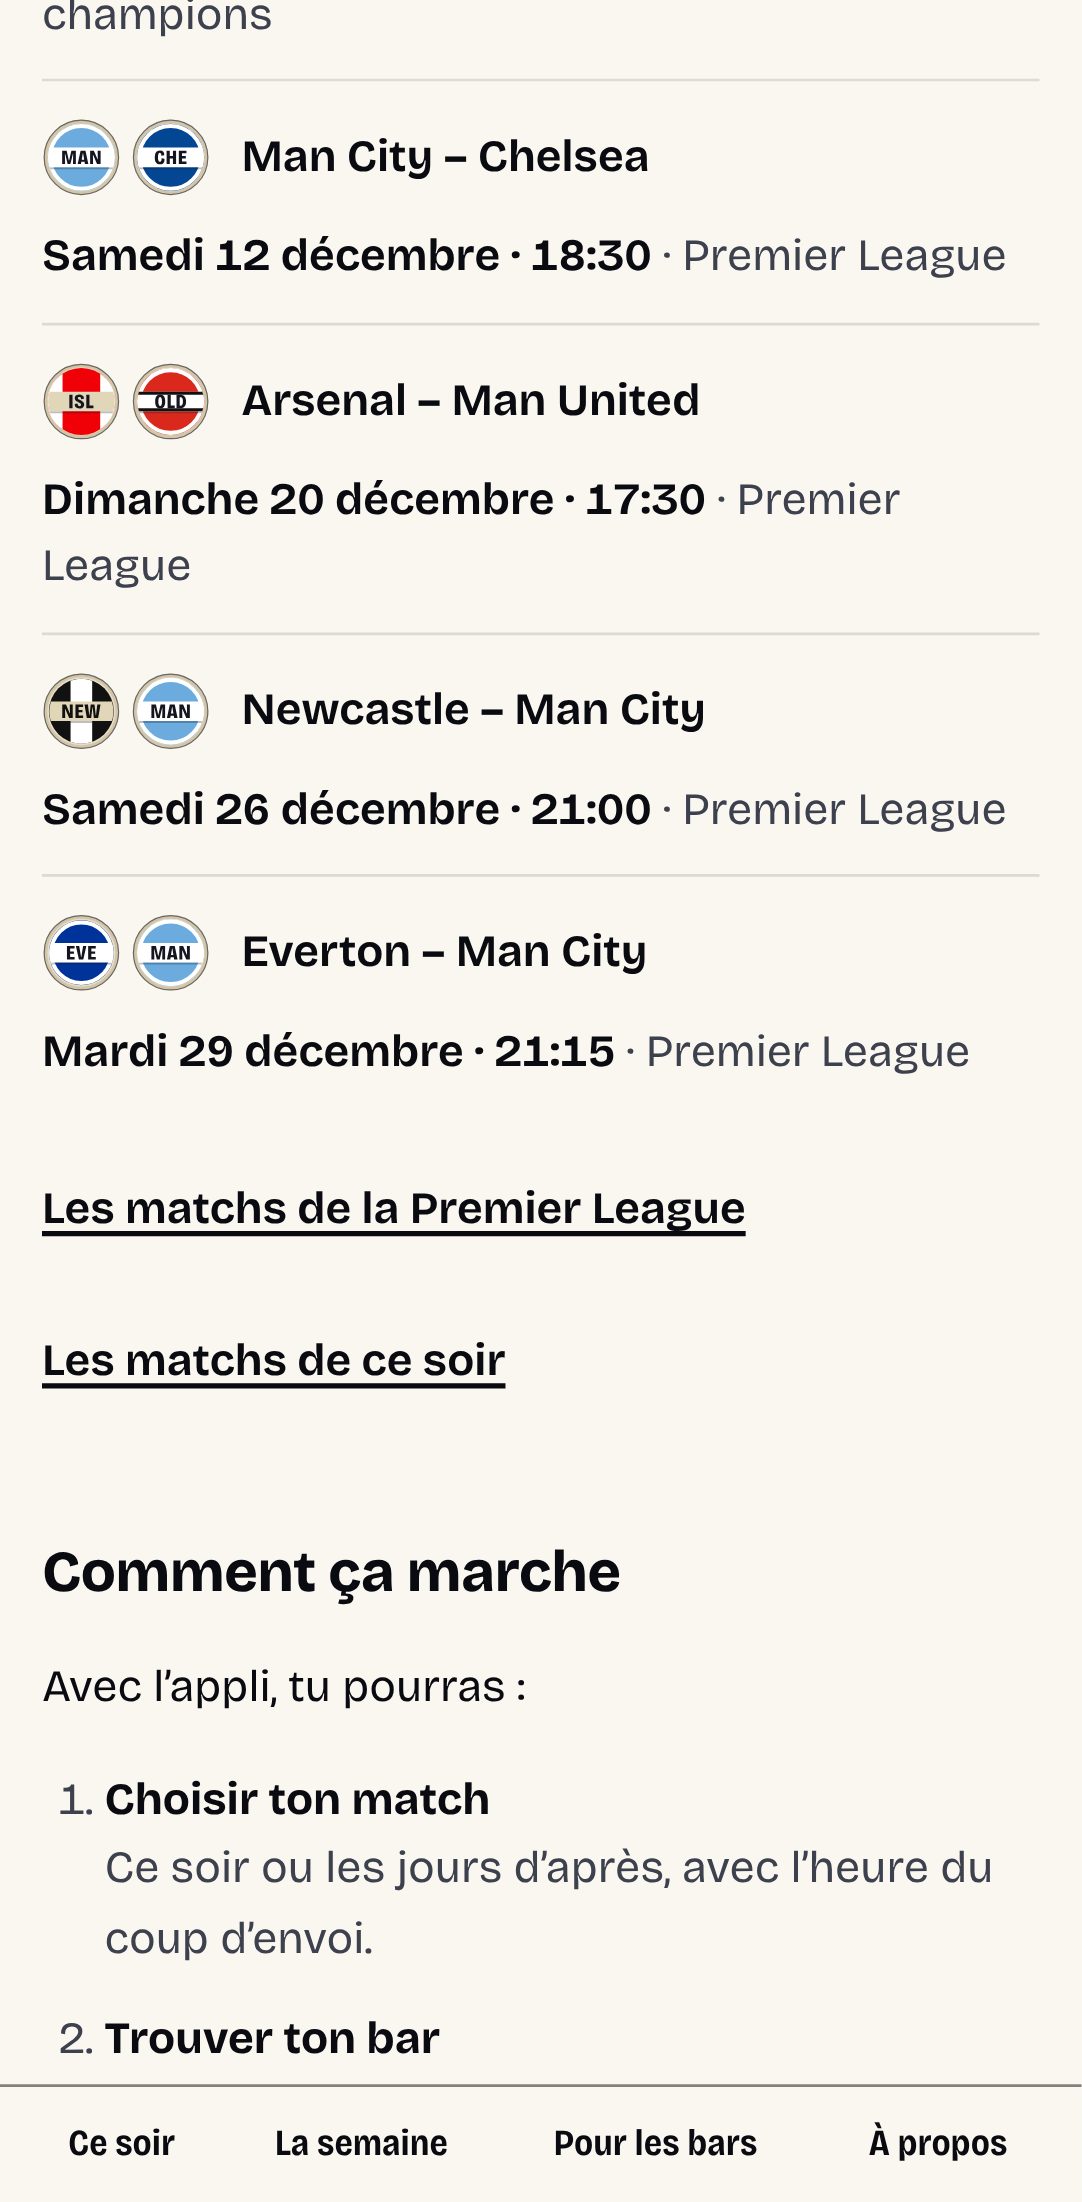 champions
MAN CHE Man City – Chelsea
Samedi 12 décembre · 18:30 · Premier League
ISL OLD Arsenal – Man United
Dimanche 20 décembre · 17:30 · Premier
League
NEW MAN Newcastle – Man City
Samedi 26 décembre · 21:00 · Premier League
EVE MAN Everton – Man City
Mardi 29 décembre · 21:15 · Premier League
Les matchs de la Premier League
Les matchs de ce soir
Comment ça marche
Avec l’appli, tu pourras :
1. Choisir ton match
Ce soir ou les jours d’après, avec l’heure du
coup d’envoi.
2. Trouver ton bar
Ce soir La semaine Pour les bars À propos